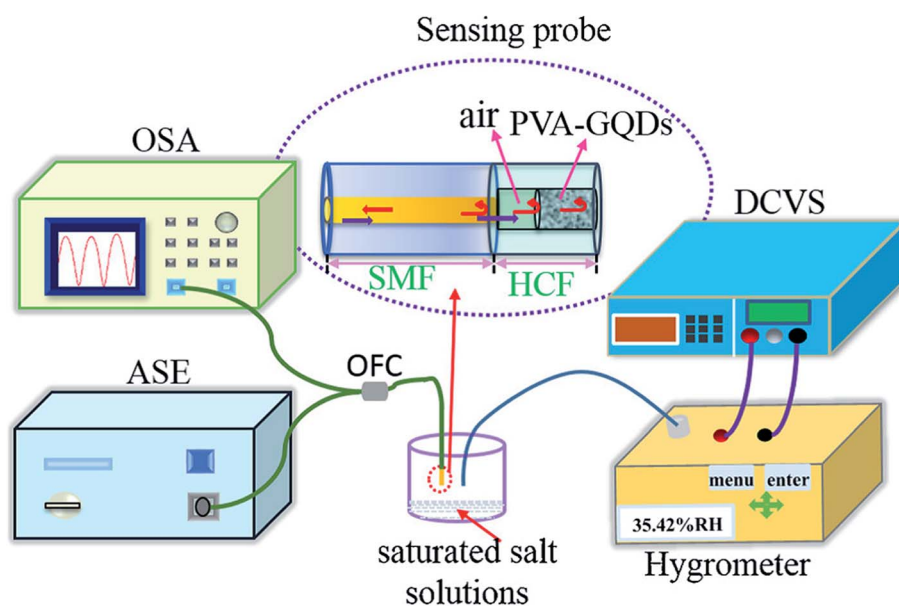 Sensing probe
OSA
air
PVA-GQDs
DCVS
SMF
HCF
ASE
OFC
menu
enter
35.42%RH
saturated salt
solutions
Hygrometer